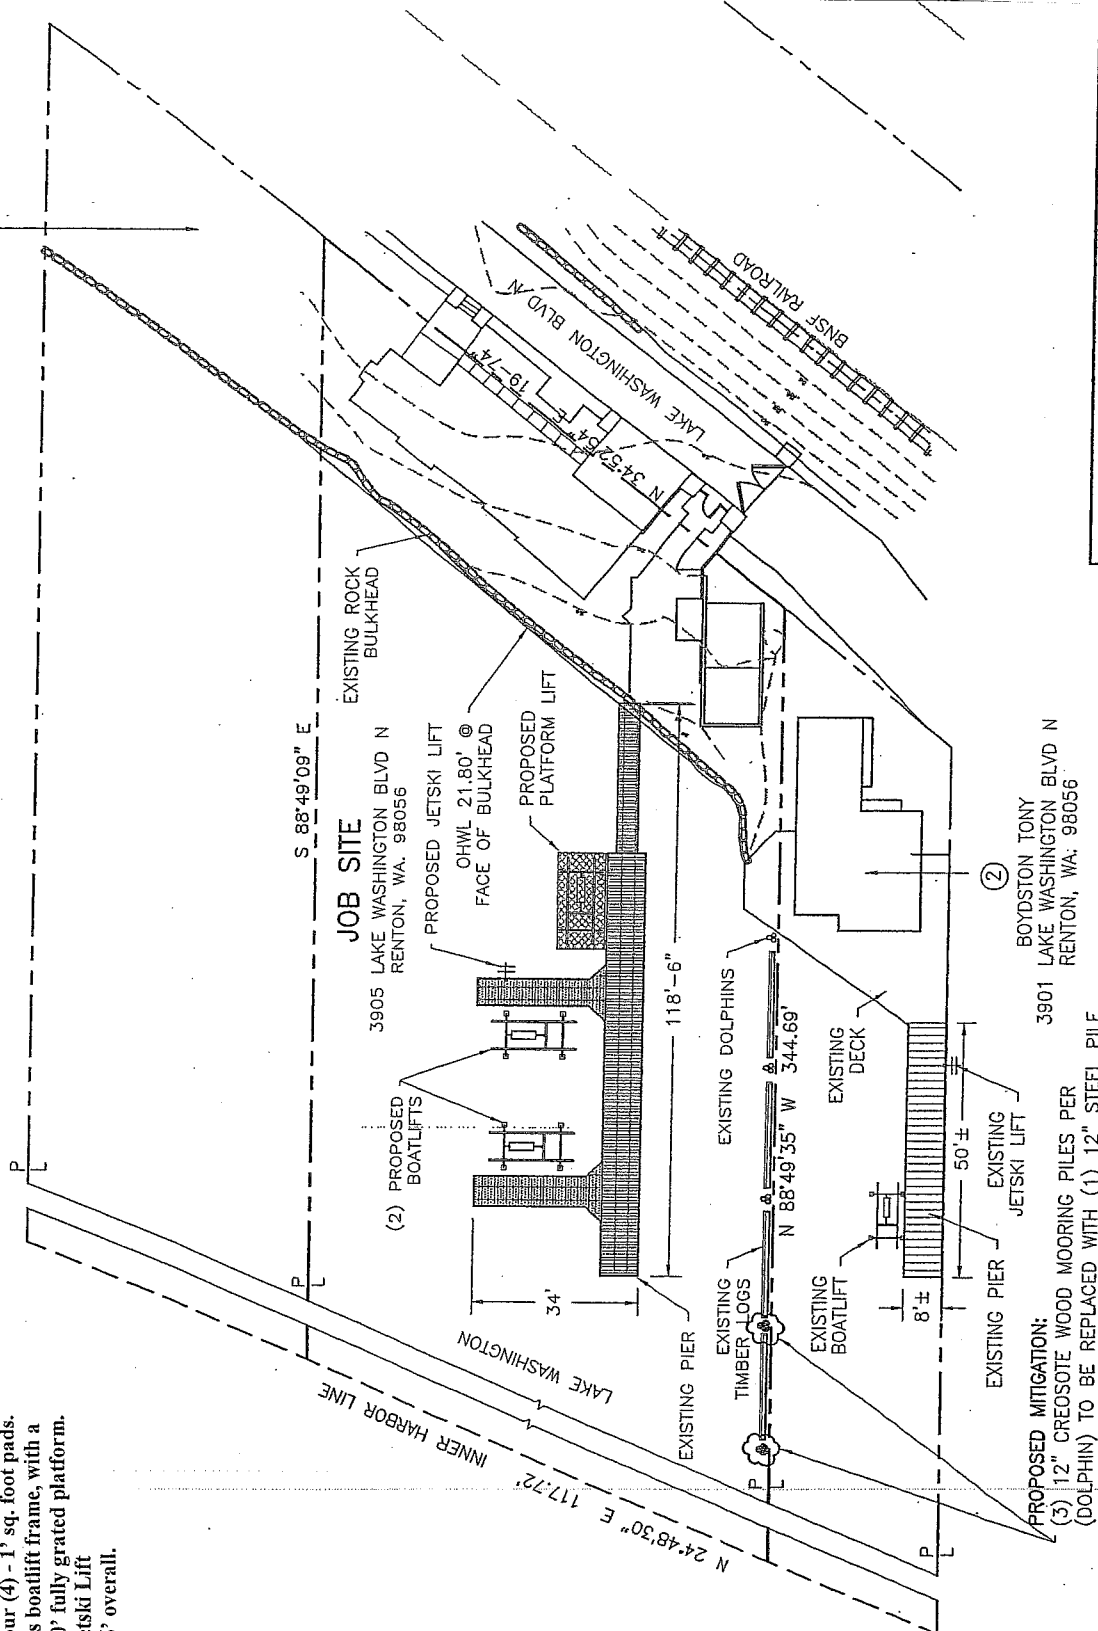 our (4) - 1' sq. foot pads.
s boatlift frame, with a
)' fully grated platform.
etski Lift
' overall.
P
L
P
L
S 88°49'09" E
JOB SITE
3905 LAKE WASHINGTON BLVD N
RENTON, WA. 98056
EXISTING ROCK
BULKHEAD
PROPOSED JETSKI LIFT
OHWL 21.80' @
FACE OF BULKHEAD
PROPOSED
PLATFORM LIFT
(2) PROPOSED
BOATLIFTS
34'
118'-6"
LAKE WASHINGTON
INNER HARBOR LINE
N 24°48'30" E 117.72'
EXISTING PIER
EXISTING
TIMBER LOGS
EXISTING DOLPHINS
N 88°49'35" W 344.69'
P
L
P
L
EXISTING
BOATLIFT
EXISTING
DECK
8'±
50'±
EXISTING PIER
EXISTING
JETSKI LIFT
N 34°52'54" E
19-74"
LAKE WASHINGTON BLVD N
BNSF RAILROAD
2
BOYDSTON TONY
3901 LAKE WASHINGTON BLVD N
RENTON, WA; 98056
PROPOSED MITIGATION:
(3) 12" CREOSOTE WOOD MOORING PILES PER
(DOLPHIN) TO BE REPLACED WITH (1) 12" STEEL PILE